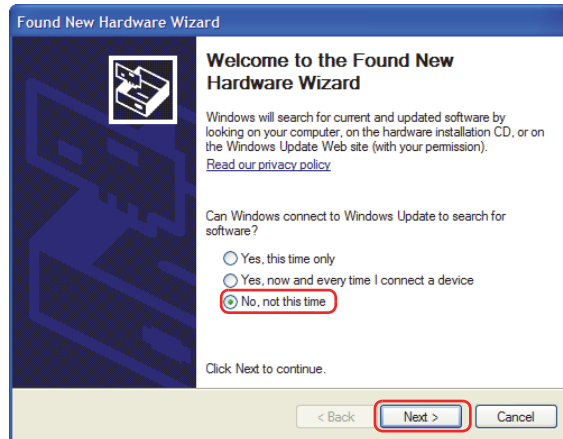 Found New Hardware Wizard
Welcome to the Found New
Hardware Wizard
Windows will search for current and updated software by
looking on your computer, on the hardware installation CD, or on
the Windows Update Web site (with your permission).
Read our privacy policy
Can Windows connect to Windows Update to search for
software?
Yes, this time only
Yes, now and every time I connect a device
No, not this time
Click Next to continue.
< Back Next > Cancel